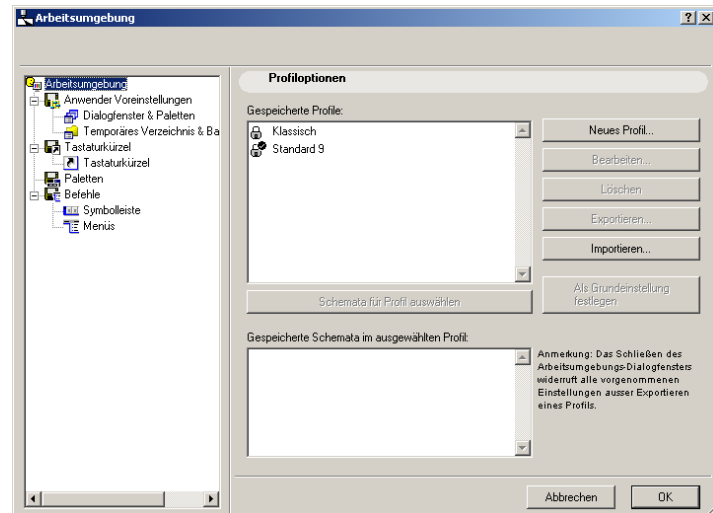 Arbeitsumgebung
Arbeitsumgebung
Anwender Voreinstellungen
Dialogfenster & Paletten
Temporäres Verzeichnis & Ba
Tastaturkürzel
Tastaturkürzel
Paletten
Befehle
Symbolleiste
Menüs
Profiloptionen
Gespeicherte Profile:
Klassisch
Standard 9
Neues Profil...
Bearbeiten...
Löschen
Exportieren...
Importieren...
Als Grundeinstellung
festlegen
Schemata für Profil auswählen
Gespeicherte Schemata im ausgewählten Profil:
Anmerkung: Das Schließen des
Arbeitsumgebungs-Dialogfensters
widerruft alle vorgenommenen
Einstellungen ausser Exportieren
eines Profils.
Abbrechen
OK